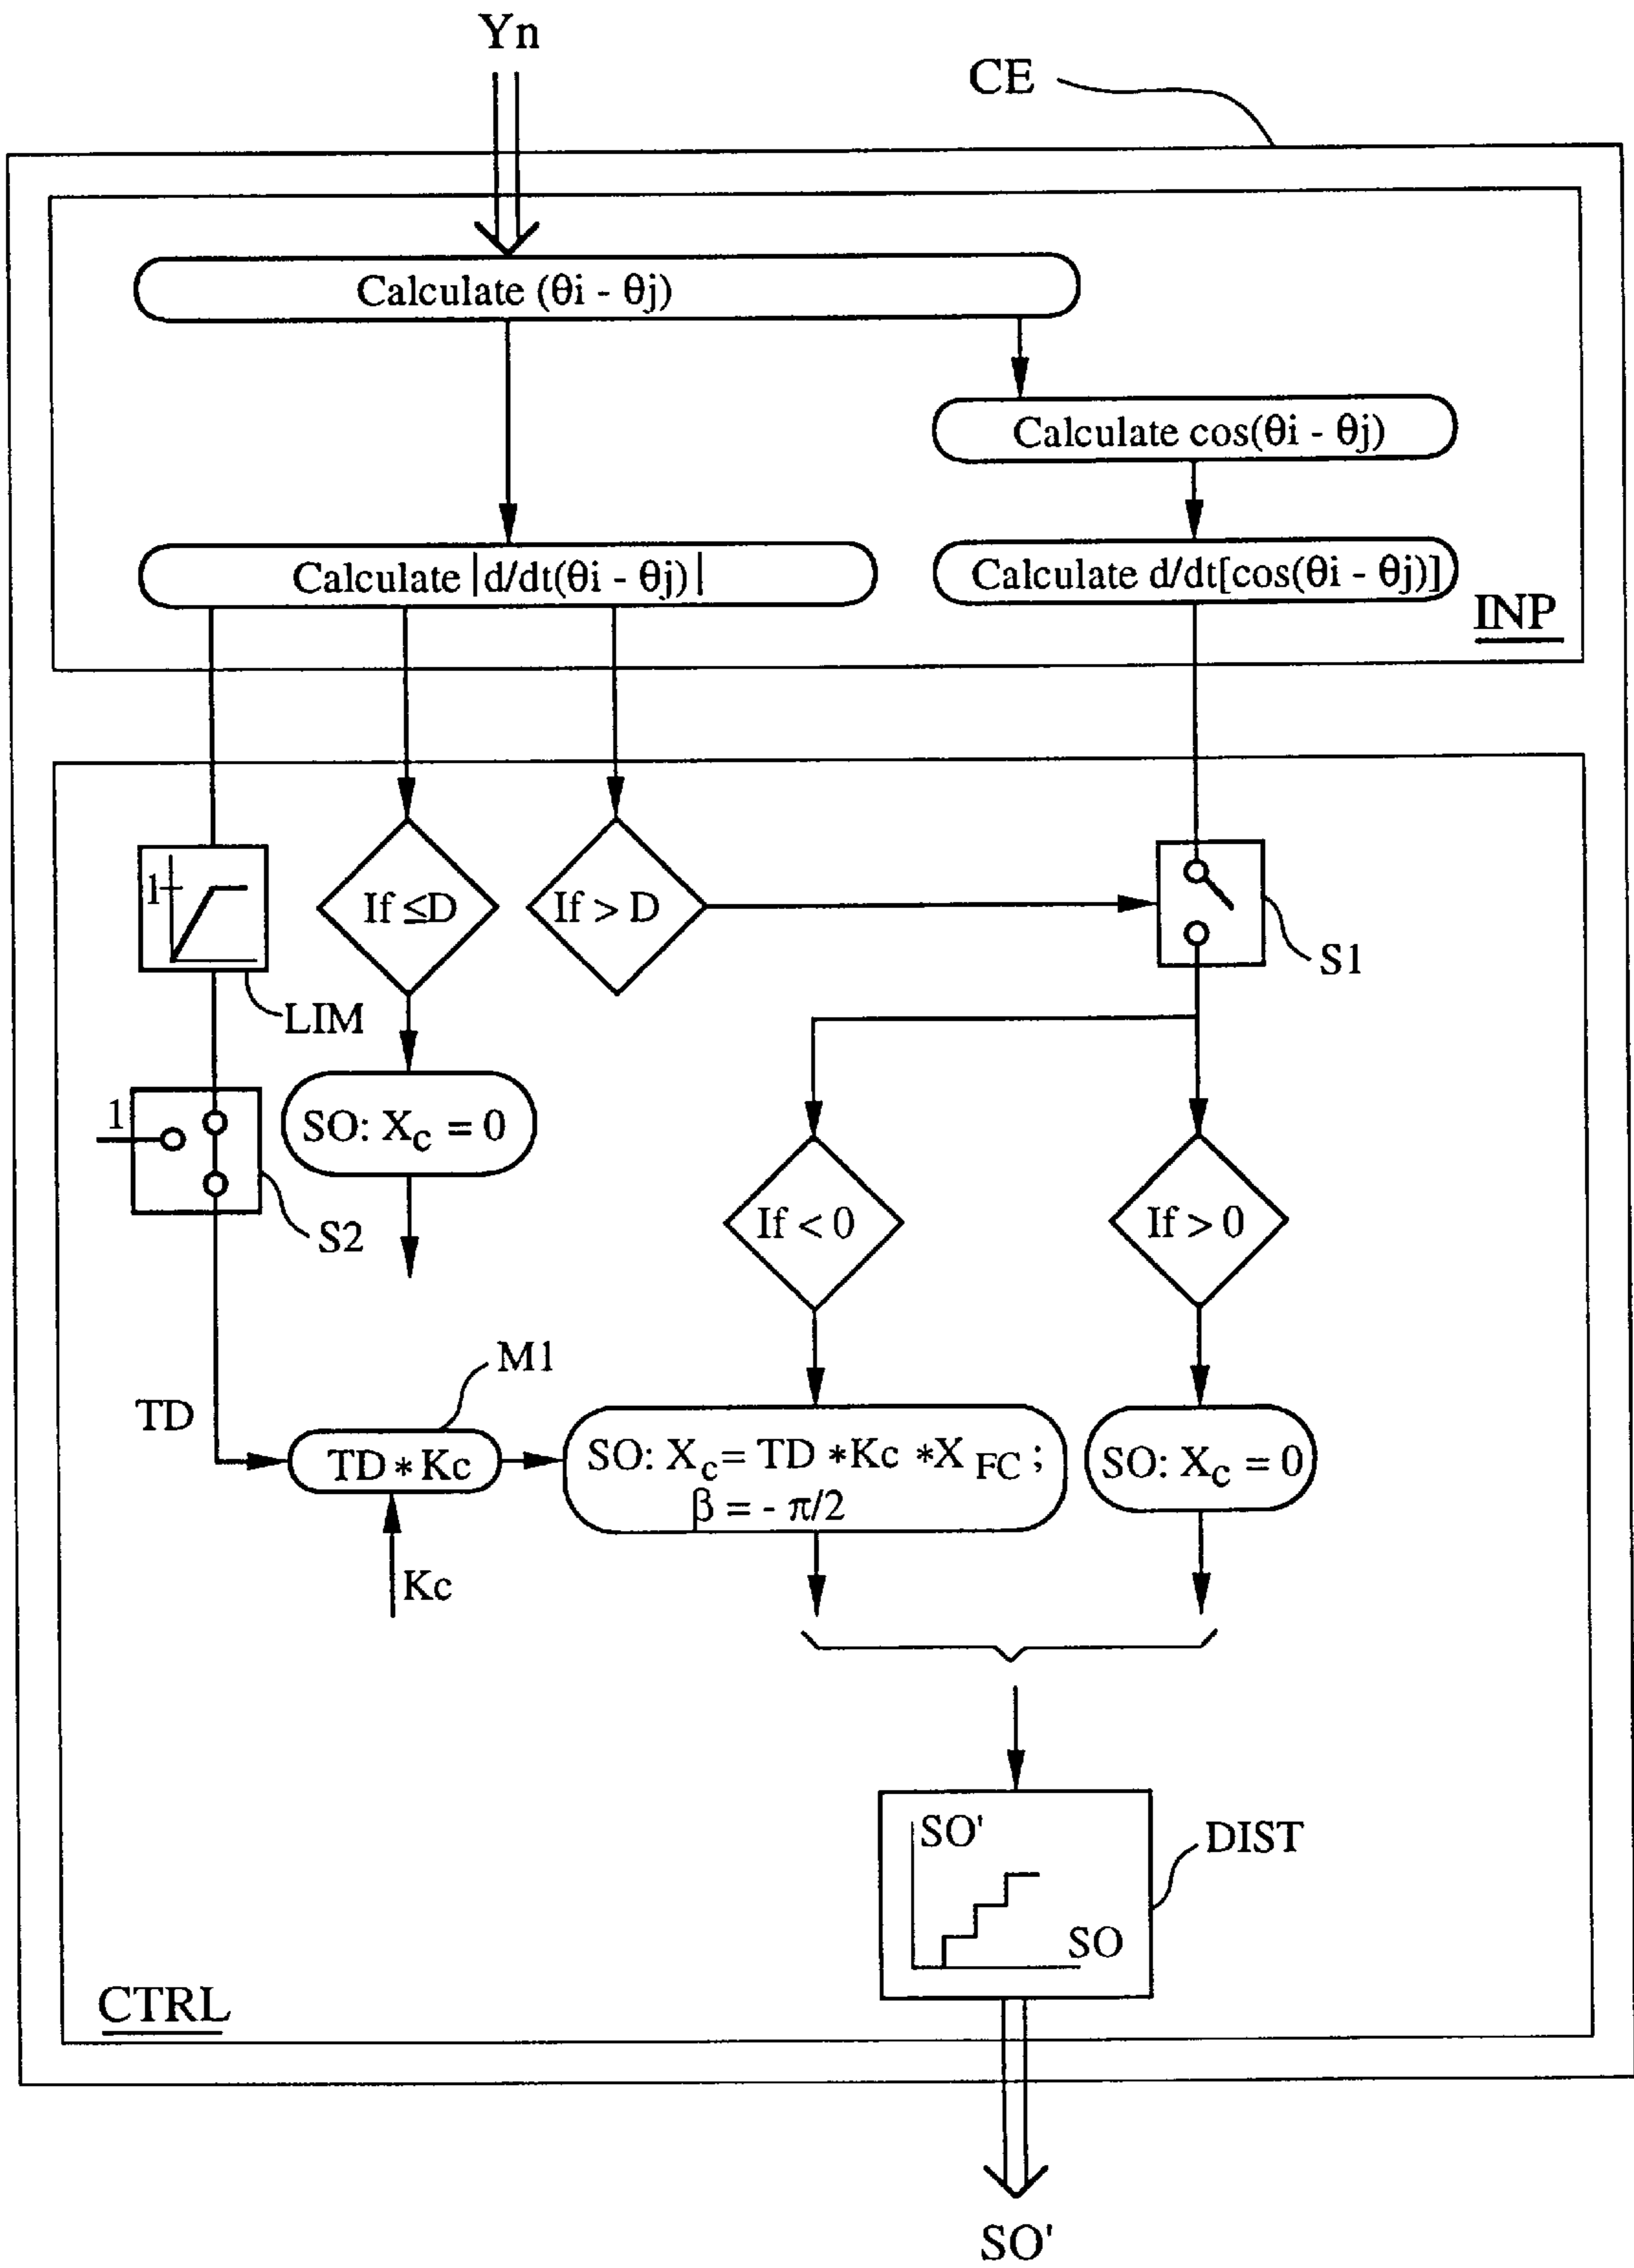 Yn
CE
Calculate (θi - θj)
Calculate cos(θi - θj)
Calculate |d/dt(θi - θj)|
Calculate d/dt[cos(θi - θj)]
INP
1
If ≤D
If > D
S1
LIM
1
SO: Xc = 0
S2
If < 0
If > 0
M1
TD
TD * Kc
SO: Xc = TD *Kc *X FC ;
β = - π/2
SO: Xc = 0
Kc
SO'
DIST
SO
CTRL
SO'